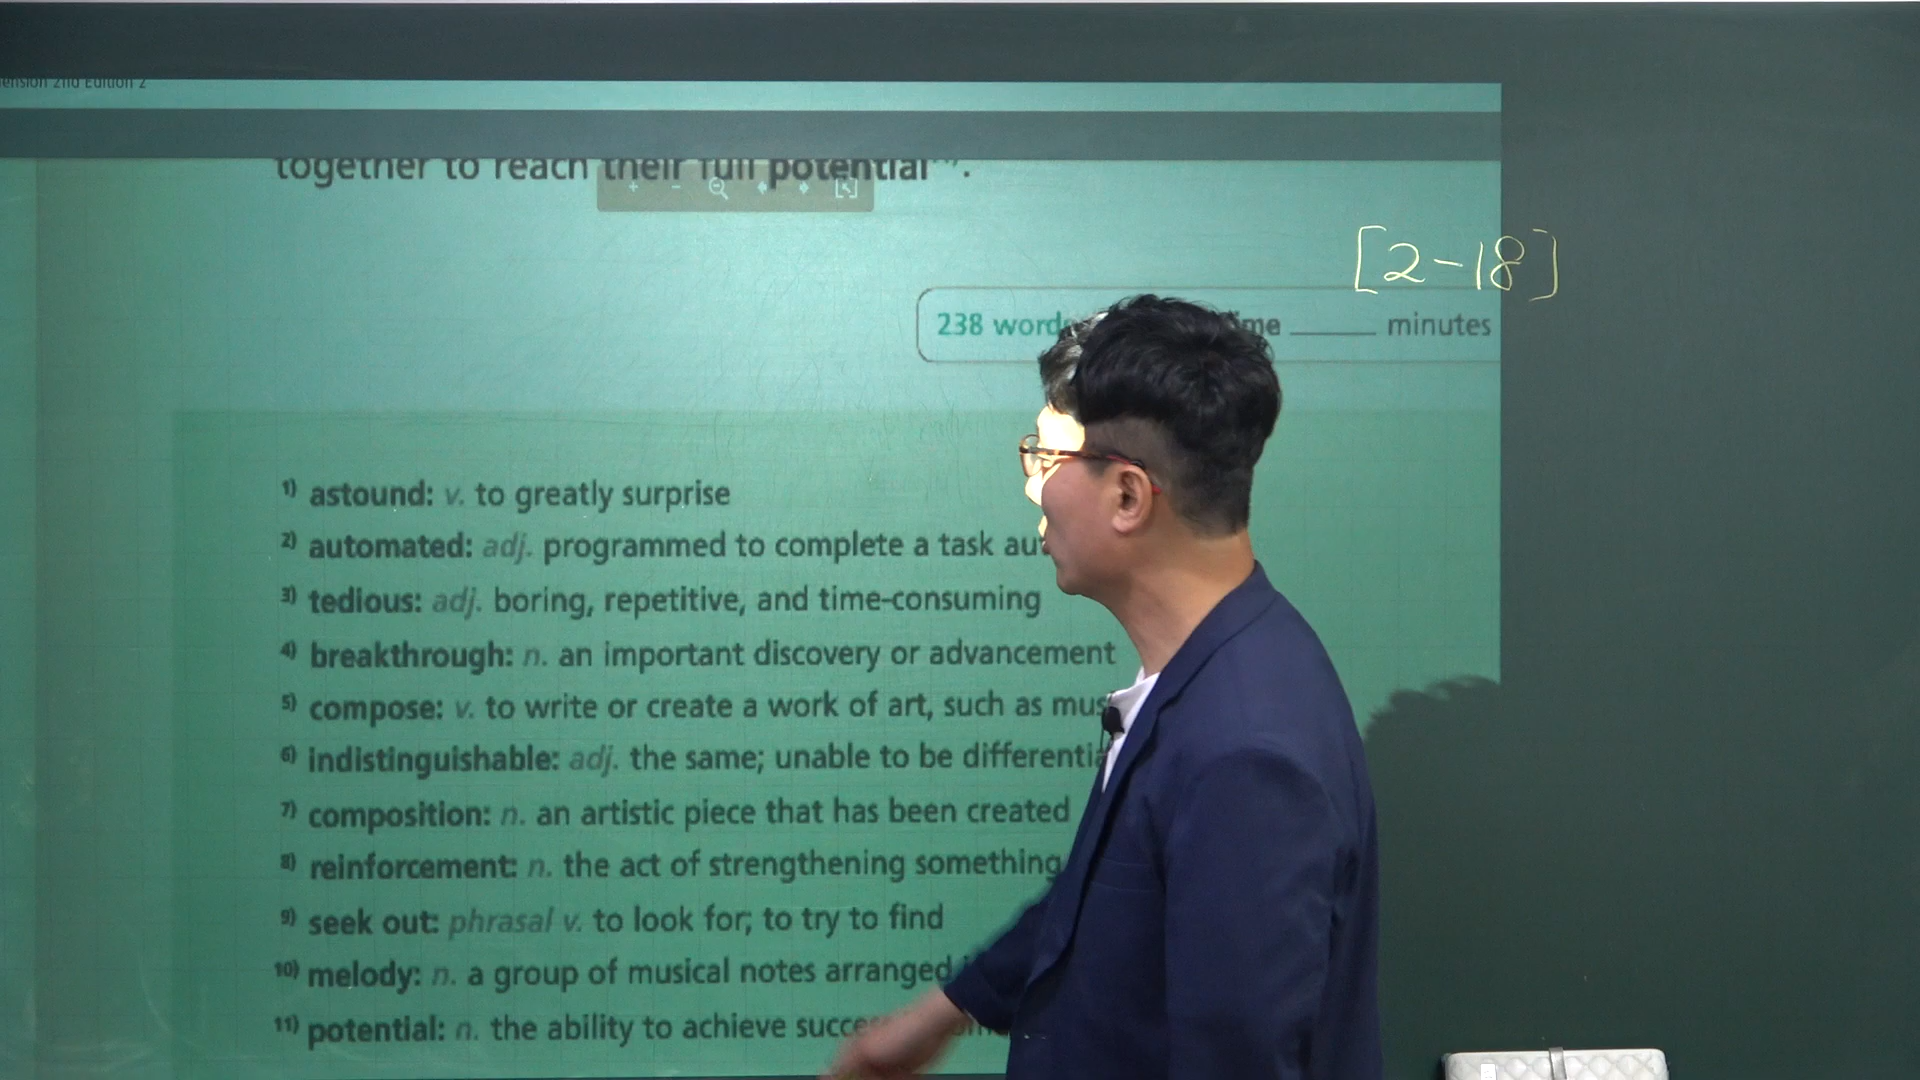 2nd Edition 2
together to reach their full potential
[2-18]
238 words
minutes
1) astound: v. to greatly surprise
2) automated: adj. programmed to complete a task
3) tedious: adj. boring, repetitive, and time-consuming
4) breakthrough: n. an important discovery or advancement
5) compose: v. to write or create a work of art, such as
6) indistinguishable: adj. the same; unable to be
7) composition: n. an artistic piece that has been created
8) reinforcement: n. the act of strengthening something
9) seek out: phrasal v. to look for; to try to find
10) melody: n. a group of musical notes arranged
11) potential: n. the ability to achieve